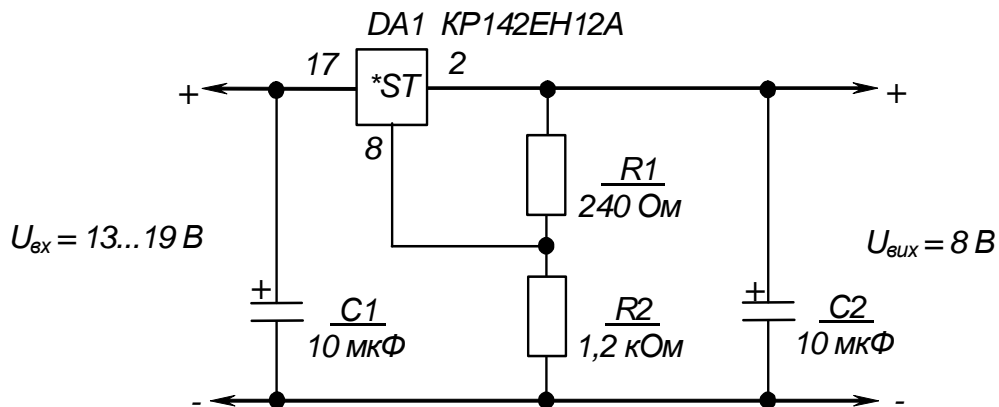 DA1 КР142ЕН12А
17
*ST
2
+
+
8
R1
240 Ом
Uвх = 13...19 В
Uвих = 8 В
+
C1
10 мкФ
R2
1,2 кОм
+
C2
10 мкФ
-
-